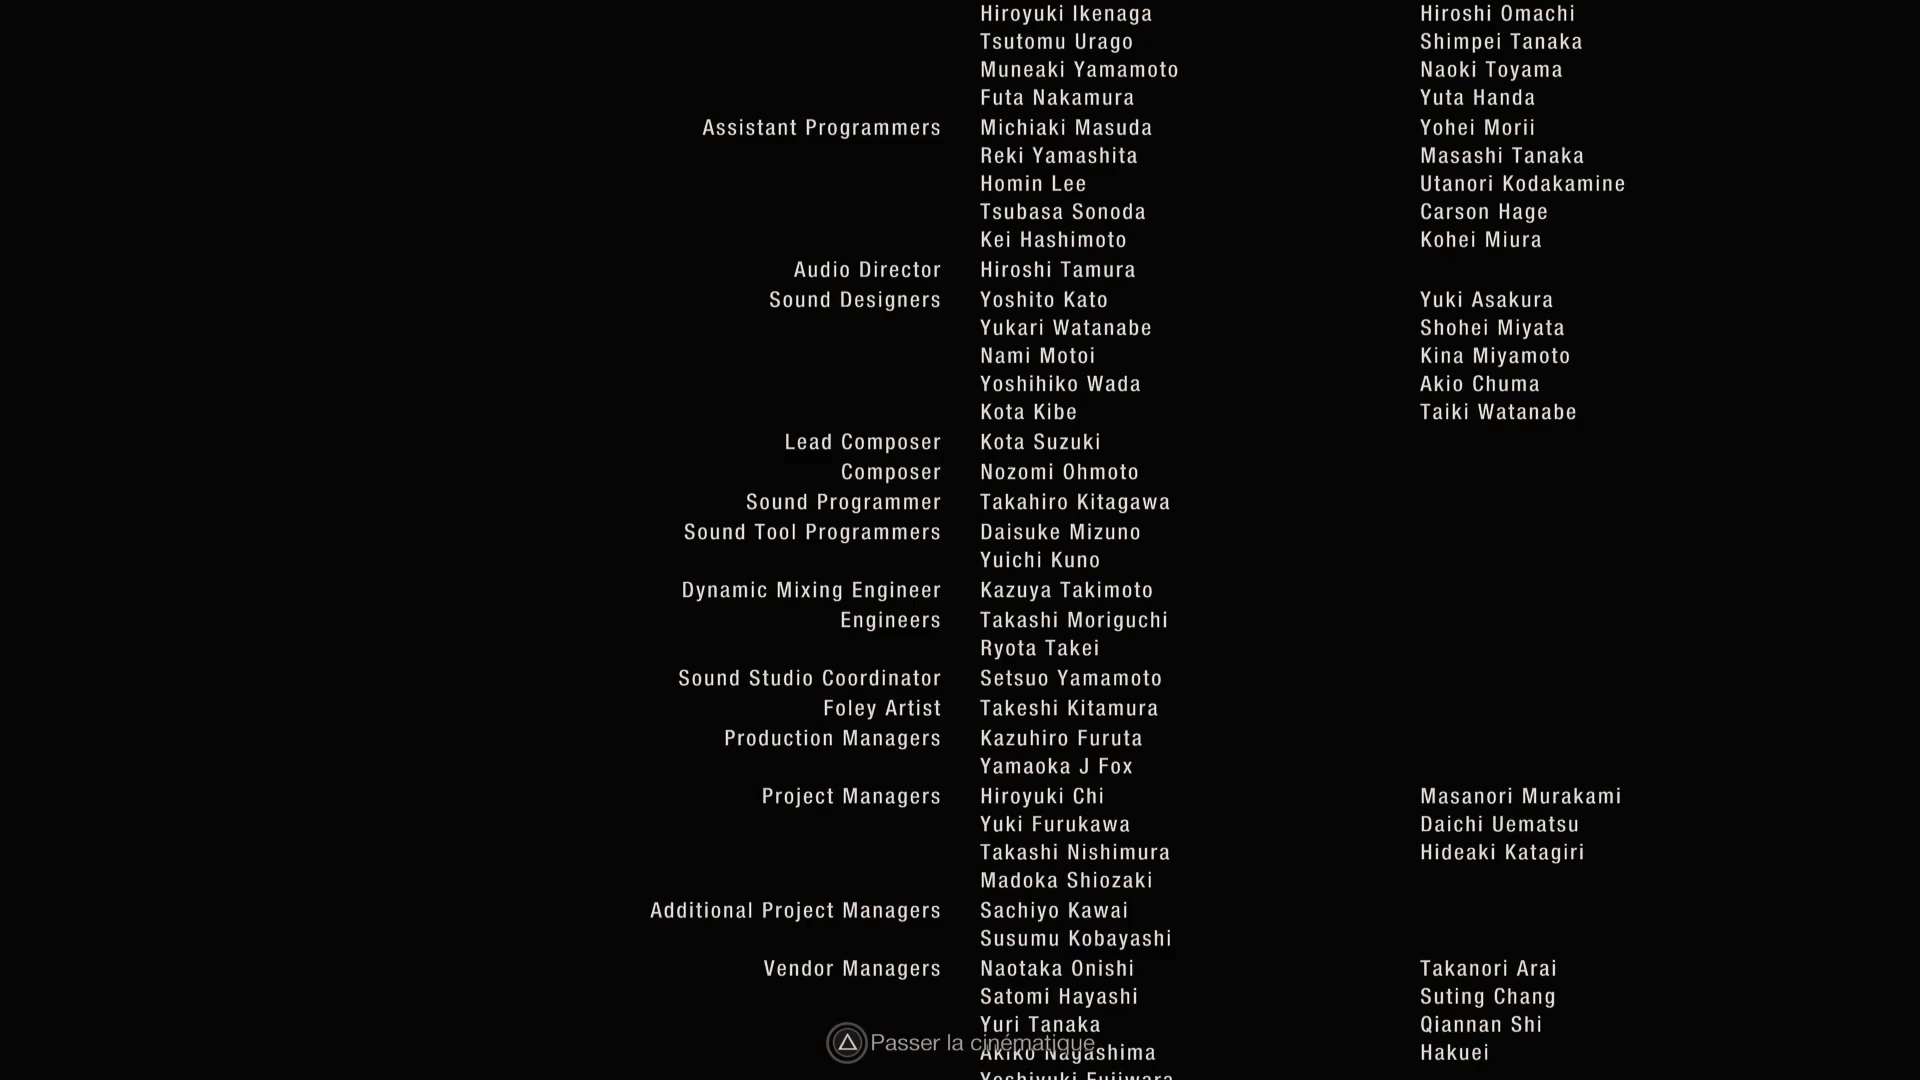 Hiroyuki Ikenaga Hiroshi Omachi
Tsutomu Urago Shimpei Tanaka
Muneaki Yamamoto Naoki Toyama
Futa Nakamura Yuta Handa
Assistant Programmers Michiaki Masuda Yohei Morii
Reki Yamashita Masashi Tanaka
Homin Lee Utanori Kodakamine
Tsubasa Sonoda Carson Hage
Kei Hashimoto Kohei Miura
Audio Director Hiroshi Tamura
Sound Designers Yoshito Kato Yuki Asakura
Yukari Watanabe Shohei Miyata
Nami Motoi Kina Miyamoto
Yoshihiko Wada Akio Chuma
Kota Kibe Taiki Watanabe
Lead Composer Kota Suzuki
Composer Nozomi Ohmoto
Sound Programmer Takahiro Kitagawa
Sound Tool Programmers Daisuke Mizuno
Yuichi Kuno
Dynamic Mixing Engineer Kazuya Takimoto
Engineers Takashi Moriguchi
Ryota Takei
Sound Studio Coordinator Setsuo Yamamoto
Foley Artist Takeshi Kitamura
Production Managers Kazuhiro Furuta
Yamaoka J Fox
Project Managers Hiroyuki Chi Masanori Murakami
Yuki Furukawa Daichi Uematsu
Takashi Nishimura Hideaki Katagiri
Madoka Shiozaki
Additional Project Managers Sachiyo Kawai
Susumu Kobayashi
Vendor Managers Naotaka Onishi Takanori Arai
Satomi Hayashi Suting Chang
Yuri Tanaka Qiannan Shi
Passer la cinématique
Akiko Nagashima Hakuei
Yoshiyuki Fujiwara